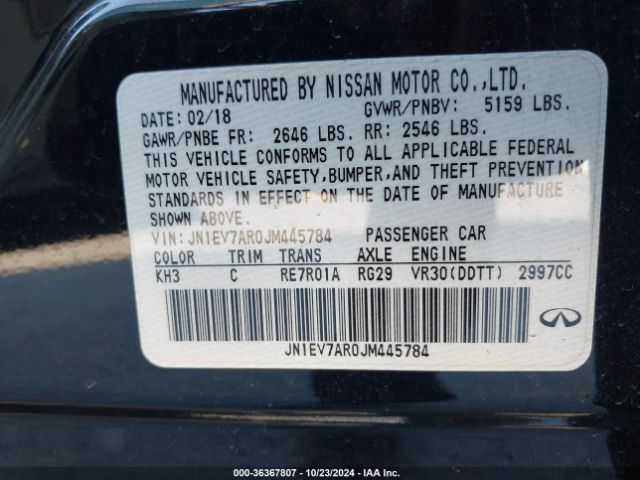 MANUFACTURED BY NISSAN MOTOR CO.,LTD.
DATE: 02/18 GVWR/PNBV: 5159 LBS.
GAWR/PNBE FR: 2646 LBS. RR: 2546 LBS.
THIS VEHICLE CONFORMS TO ALL APPLICABLE FEDERAL
MOTOR VEHICLE SAFETY,BUMPER,AND THEFT PREVENTION
STANDARDS IN EFFECT ON THE DATE OF MANUFACTURE
SHOWN ABOVE.
VIN:JN1EV7AR0JM445784 PASSENGER CAR
COLOR TRIM TRANS AXLE ENGINE
KH3 C RE7R01A RG29 VR30(DDTT) 2997CC
JN1EV7AR0JM445784
000-36367807 - 10/23/2024 - IAA Inc.